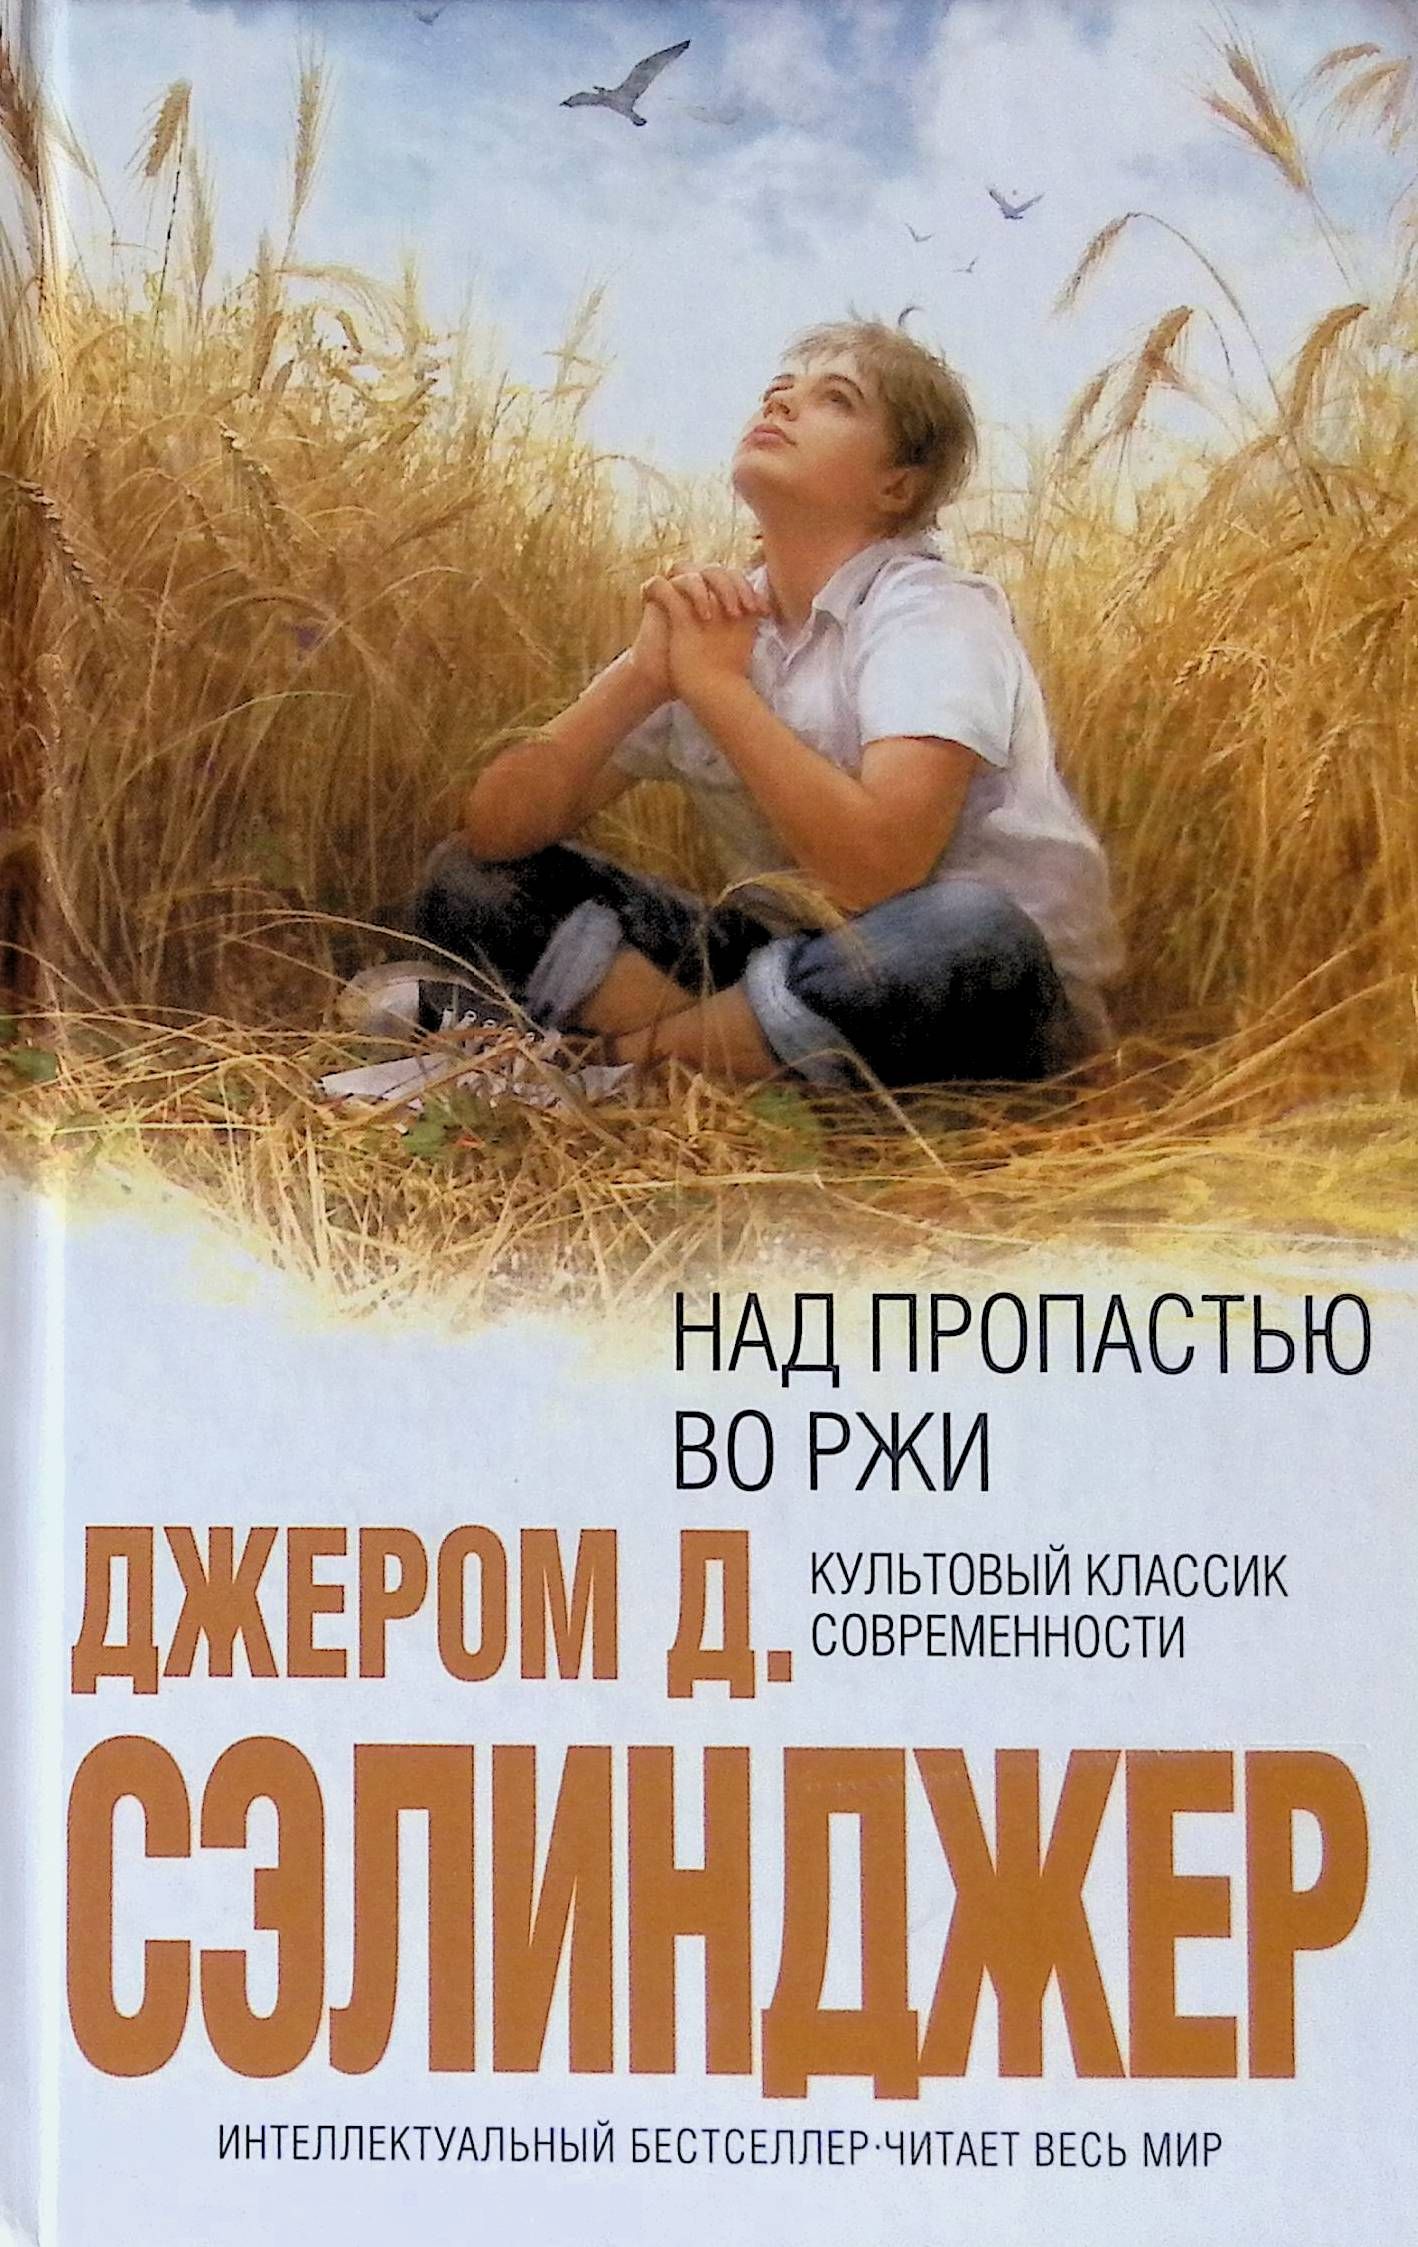 НАД ПРОПАСТЬЮ
ВО РЖИ
ДЖЕРОМ Д.
КУЛЬТОВЫЙ КЛАССИК
СОВРЕМЕННОСТИ
СЭЛИНДЖЕР
ИНТЕЛЛЕКТУАЛЬНЫЙ БЕСТСЕЛЛЕР·ЧИТАЕТ ВЕСЬ МИР